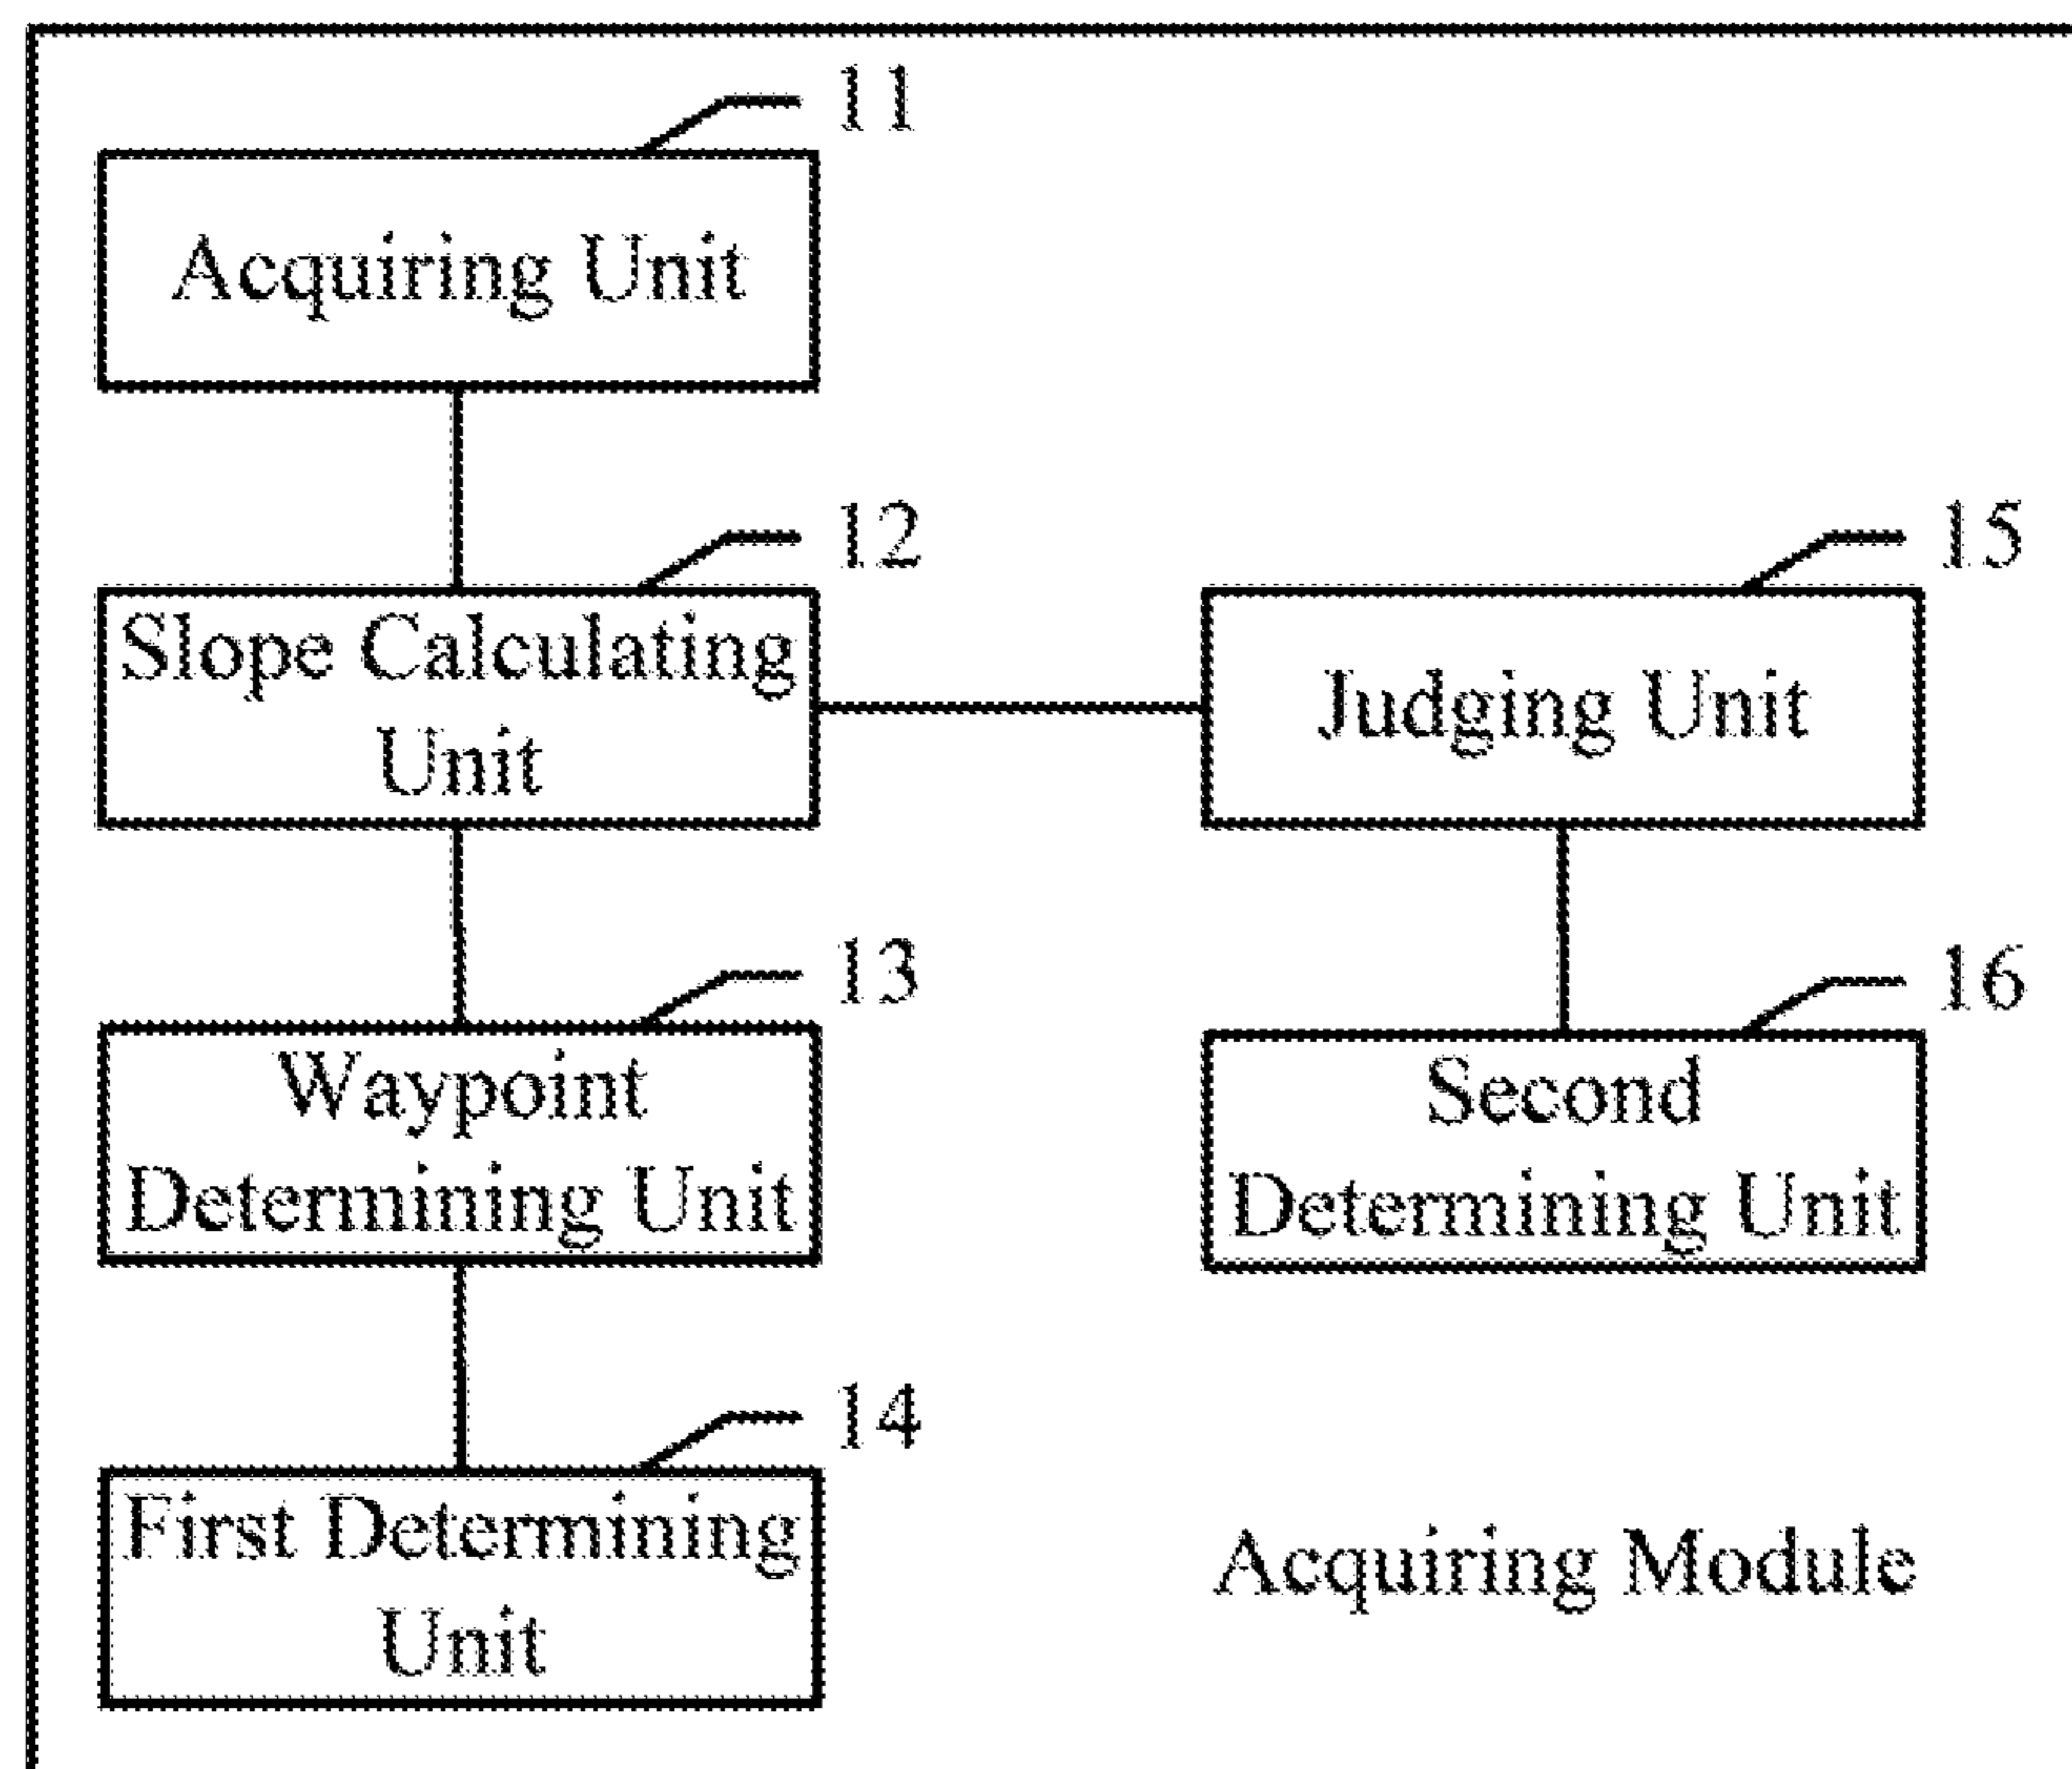 11
Acquiring Unit
12
Slope Calculating
Unit
15
Judging Unit
13
Waypoint
Determining Unit
16
Second
Determining Unit
14
First Determining
Unit
Acquiring Module